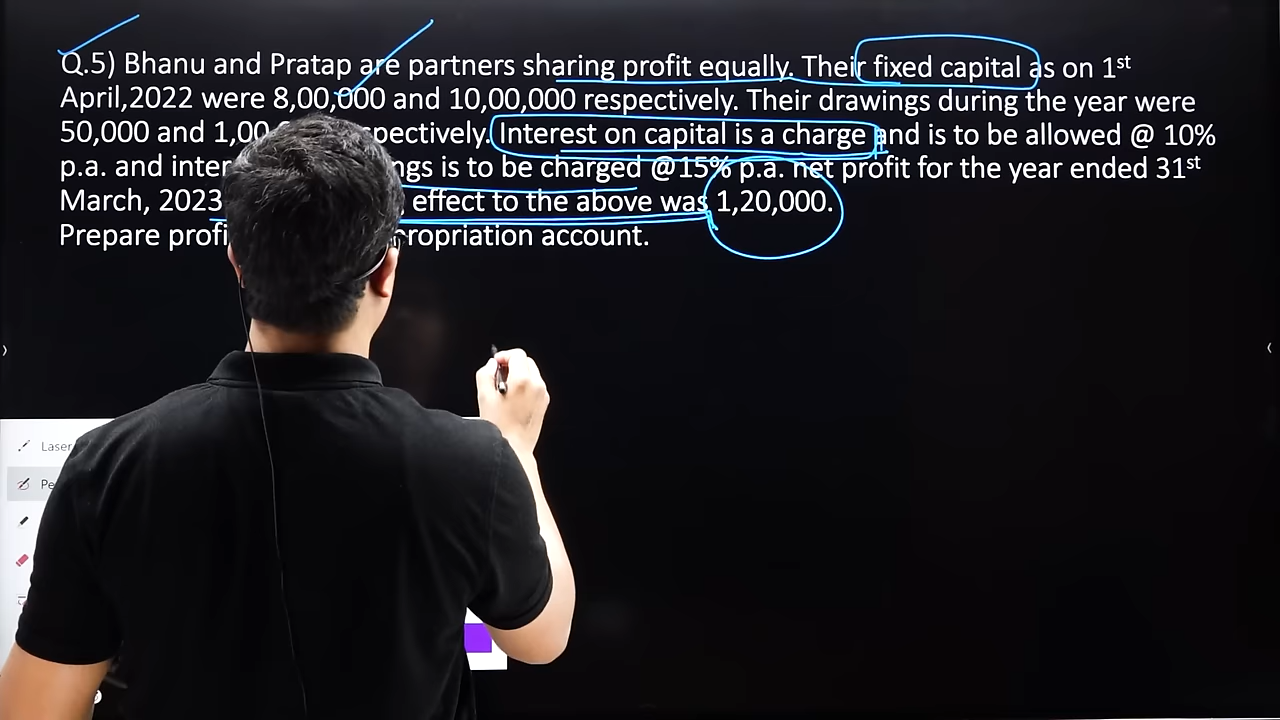 Q.5) Bhanu and Pratap are partners sharing profit equally. Their fixed capital as on 1st
April,2022 were 8,00,000 and 10,00,000 respectively. Their drawings during the year were
50,000 and 1,00, spectively. Interest on capital is a charge and is to be allowed @ 10%
p.a. and inter ngs is to be charged @15% p.a. net profit for the year ended 31st
March, 2023 effect to the above was 1,20,000.
Prepare profi ropriation account.
Laser
Pe